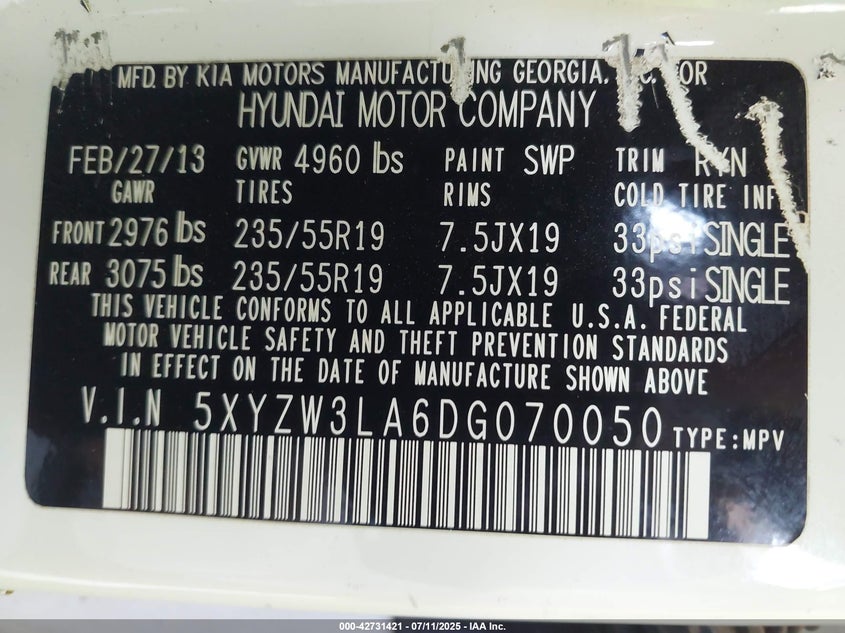 MFD. BY KIA MOTORS MANUFACTURING GEORGIA, FOR
HYUNDAI MOTOR COMPANY
FEB/27/13 GVWR 4960 lbs PAINT SWP TRIM RYN
GAWR TIRES RIMS COLD TIRE INF
FRONT 2976 lbs 235/55R19 7.5JX19 33psi SINGLE
REAR 3075 lbs 235/55R19 7.5JX19 33psi SINGLE
THIS VEHICLE CONFORMS TO ALL APPLICABLE U.S.A. FEDERAL
MOTOR VEHICLE SAFETY AND THEFT PREVENTION STANDARDS
IN EFFECT ON THE DATE OF MANUFACTURE SHOWN ABOVE
V.I.N 5XYZW3LA6DG070050 TYPE:MPV
000-42731421 - 07/11/2025 - IAA Inc.